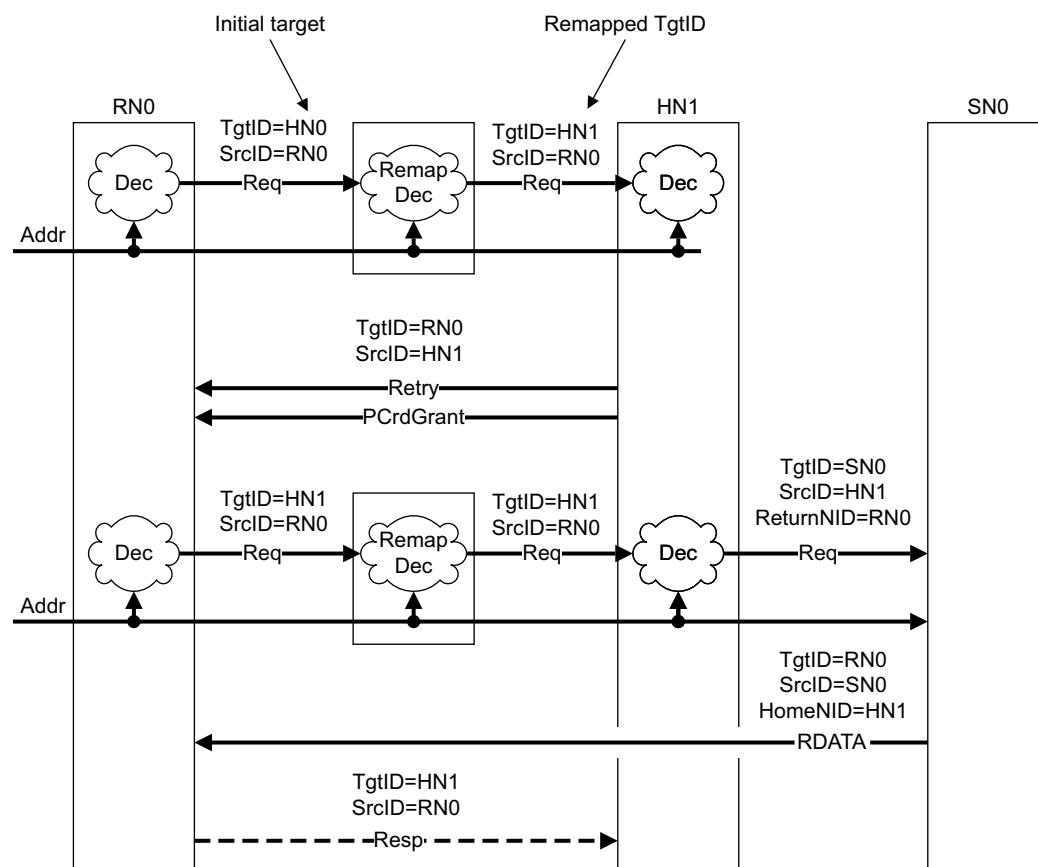 Initial target
Remapped TgtID
RN0
HN1
SN0
TgtID=HN0
SrcID=RN0
Req
TgtID=HN1
SrcID=RN0
Req
Dec
Remap
Dec
Dec
Addr
TgtID=RN0
SrcID=HN1
Retry
PCrdGrant
TgtID=HN1
SrcID=RN0
Req
TgtID=HN1
SrcID=RN0
Req
TgtID=SN0
SrcID=HN1
ReturnNID=RN0
Req
Dec
Remap
Dec
Dec
Addr
TgtID=RN0
SrcID=SN0
HomeNID=HN1
RDATA
TgtID=HN1
SrcID=RN0
Resp